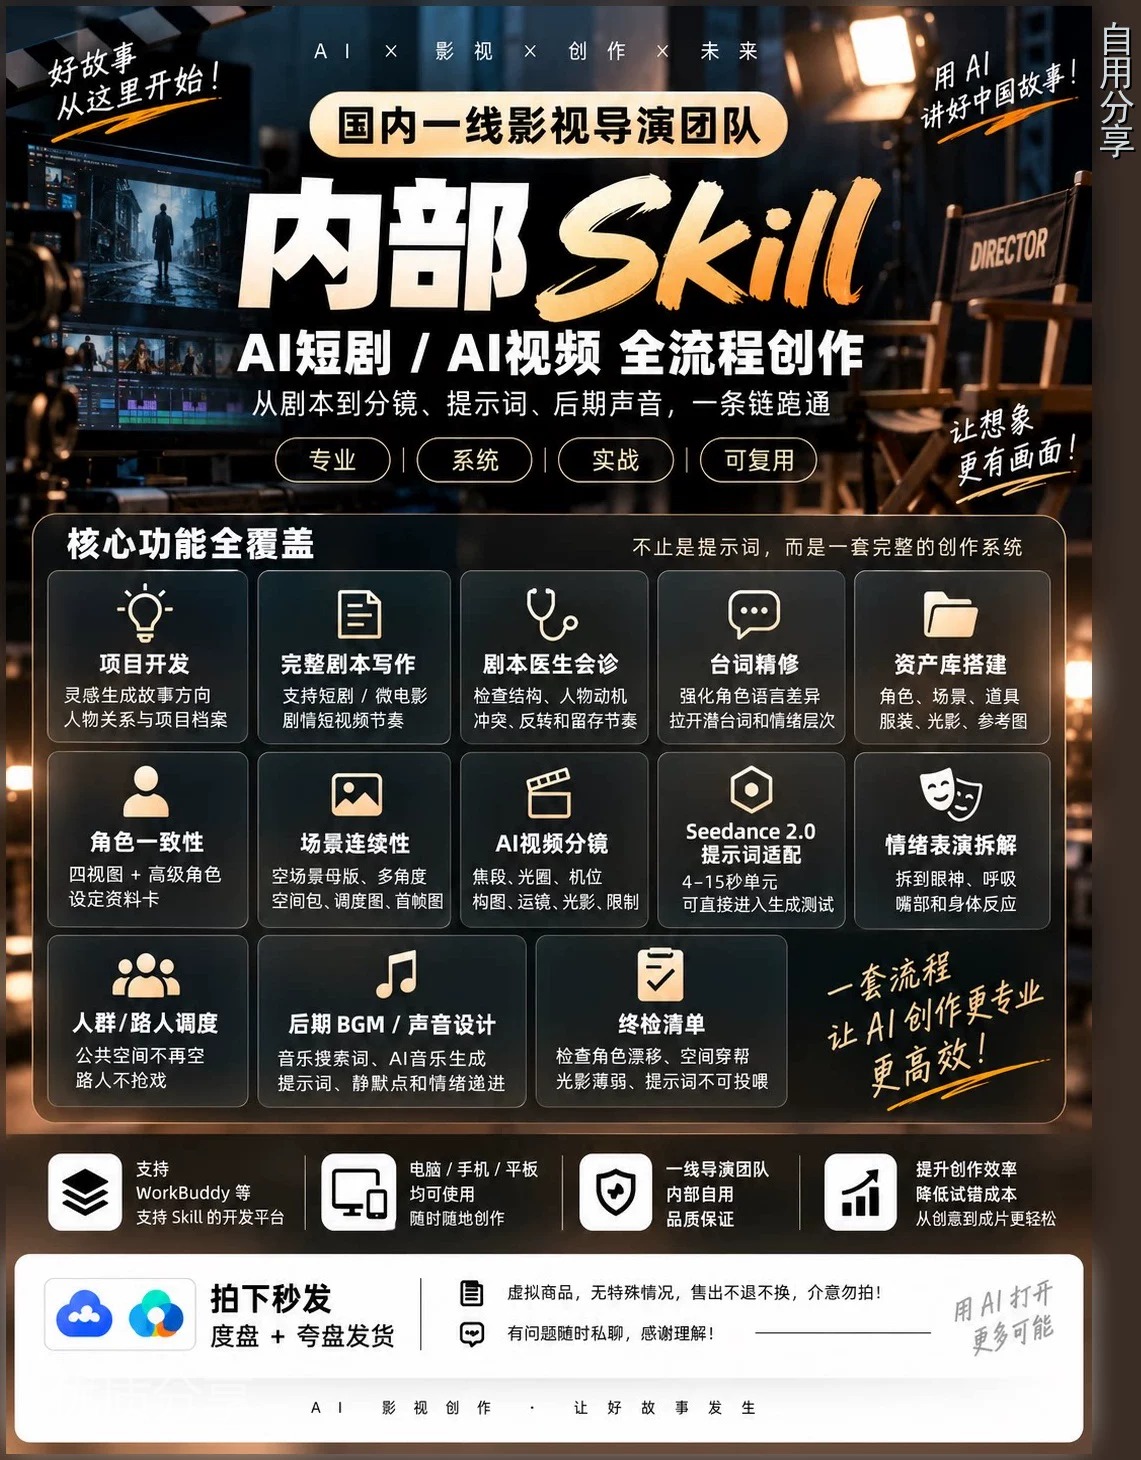 AI × 影视 × 创作 × 未来
好故事
从这里开始！
用 AI
讲好中国故事！
自用分享
国内一线影视导演团队
内部 Skill
DIRECTOR
AI短剧 / AI视频 全流程创作
从剧本到分镜、提示词、后期声音，一条链跑通
让想象
更有画面！
专业 | 系统 | 实战 | 可复用
核心功能全覆盖
不止是提示词，而是一套完整的创作系统
项目开发
灵感生成故事方向
人物关系与项目档案
完整剧本写作
支持短剧 / 微电影
剧情短视频节奏
剧本医生会诊
检查结构、人物动机
冲突、反转和留存节奏
台词精修
强化角色语言差异
拉开潜台词和情绪层次
资产库搭建
角色、场景、道具
服装、光影、参考图
角色一致性
四视图 + 高级角色
设定资料卡
场景连续性
空场景母版、多角度
空间包、调度图、首帧图
AI视频分镜
焦段、光圈、机位
构图、运镜、光影、限制
Seedance 2.0
提示词适配
4-15秒单元
可直接进入生成测试
情绪表演拆解
拆到眼神、呼吸
嘴部和身体反应
人群/路人调度
公共空间不再空
路人不抢戏
后期 BGM / 声音设计
音乐搜索词、AI音乐生成
提示词、静默点和情绪递进
终检清单
检查角色漂移、空间穿帮
光影薄弱、提示词不可投喂
一套流程
让 AI 创作更专业
更高效！
支持
WorkBuddy 等
支持 Skill 的开发平台
电脑 / 手机 / 平板
均可使用
随时随地创作
一线导演团队
内部自用
品质保证
提升创作效率
降低试错成本
从创意到成片更轻松
拍下秒发
度盘 + 夸盘发货
虚拟商品，无特殊情况，售出不退不换，介意勿拍！
有问题随时私聊，感谢理解！
用 AI 打开
更多可能
AI 影视创作 · 让好故事发生